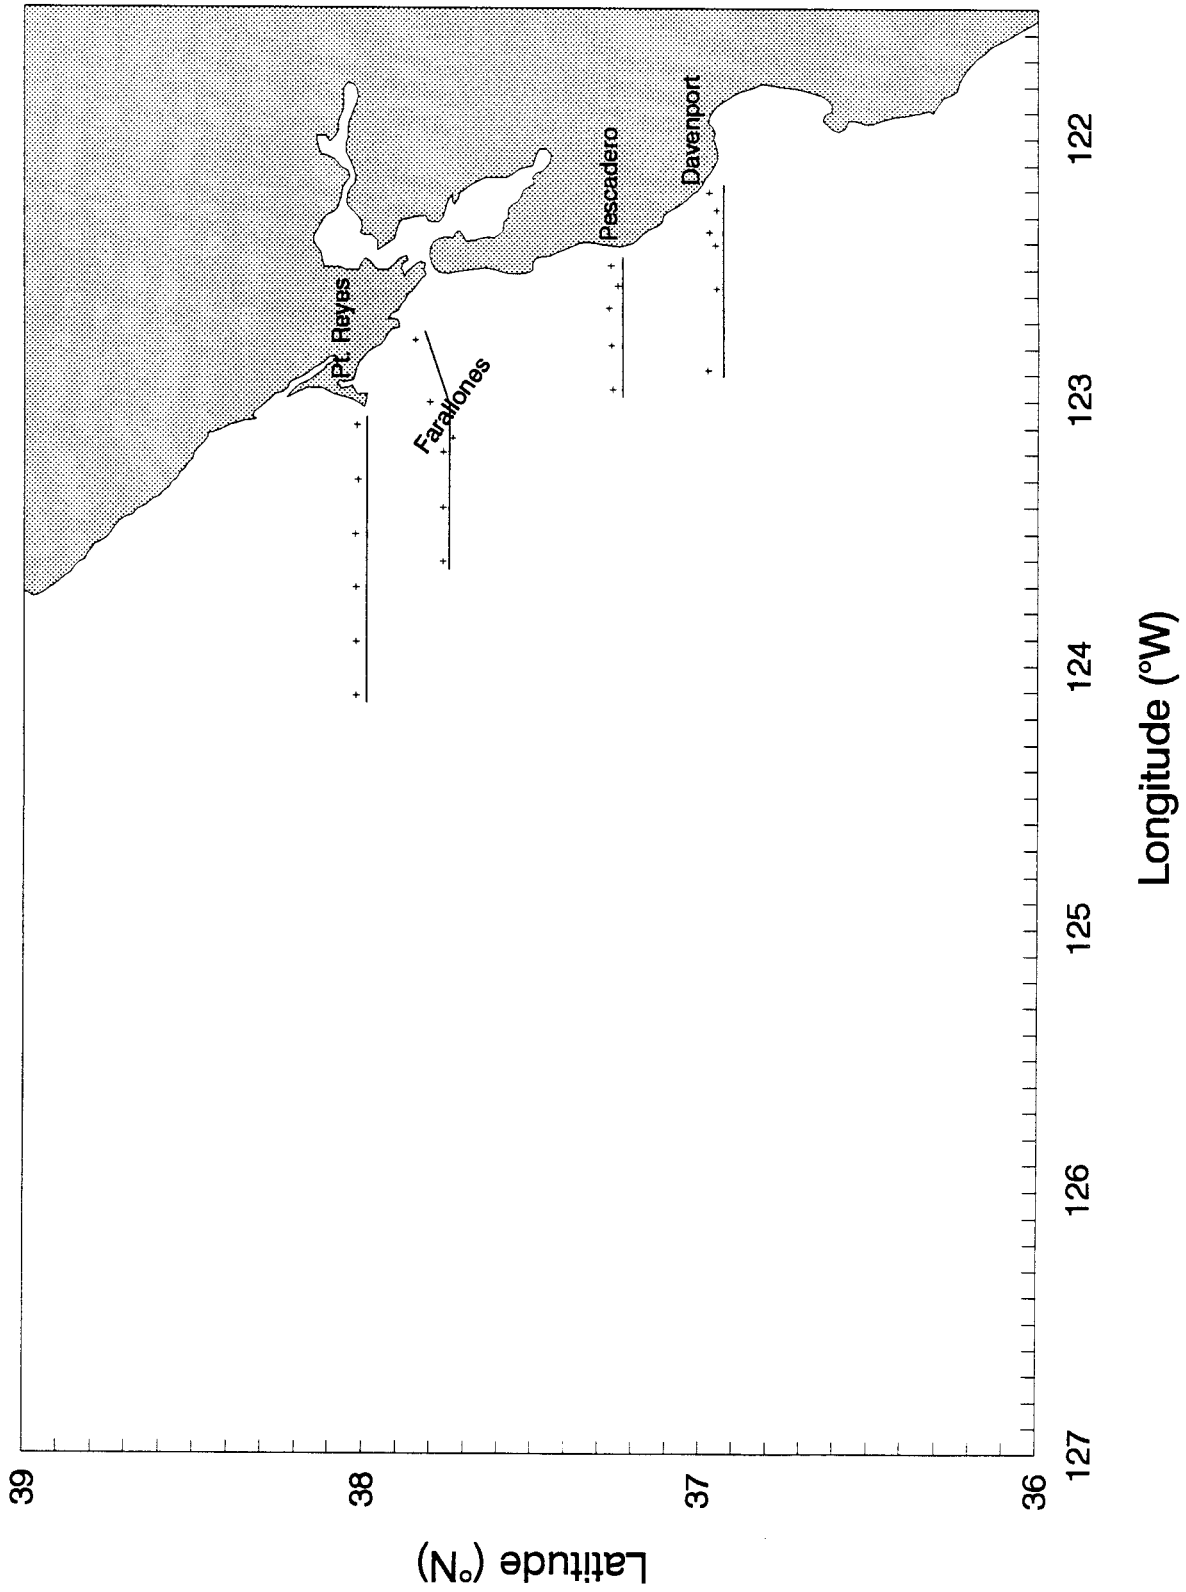 39
38
37
36
Latitude (°N)
Pt. Reyes
Farallones
Pescadero
Davenport
127
126
125
124
123
122
Longitude (°W)